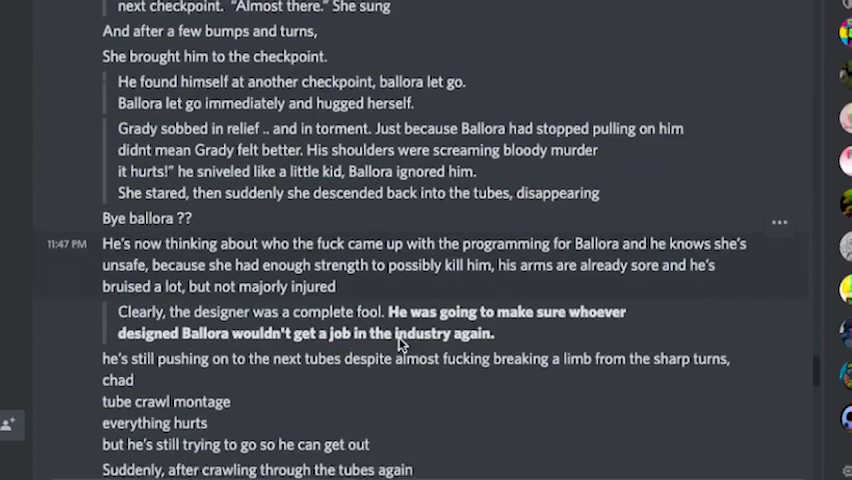 next checkpoint. "Almost there." She sung
And after a few bumps and turns,
She brought him to the checkpoint.
He found himself at another checkpoint, ballora let go.
Ballora let go immediately and hugged herself.
Grady sobbed in relief .. and in torment. Just because Ballora had stopped pulling on him
didnt mean Grady felt better. His shoulders were screaming bloody murder
it hurts!" he sniveled like a little kid, Ballora ignored him.
She stared, then suddenly she descended back into the tubes, disappearing
Bye ballora ??
11:47 PM
He's now thinking about who the fuck came up with the programming for Ballora and he knows she's
unsafe, because she had enough strength to possibly kill him, his arms are already sore and he's
bruised a lot, but not majorly injured
Clearly, the designer was a complete fool. He was going to make sure whoever
designed Ballora wouldn't get a job in the industry again.
he's still pushing on to the next tubes despite almost fucking breaking a limb from the sharp turns,
chad
tube crawl montage
everything hurts
but he's still trying to go so he can get out
Suddenly, after crawling through the tubes again